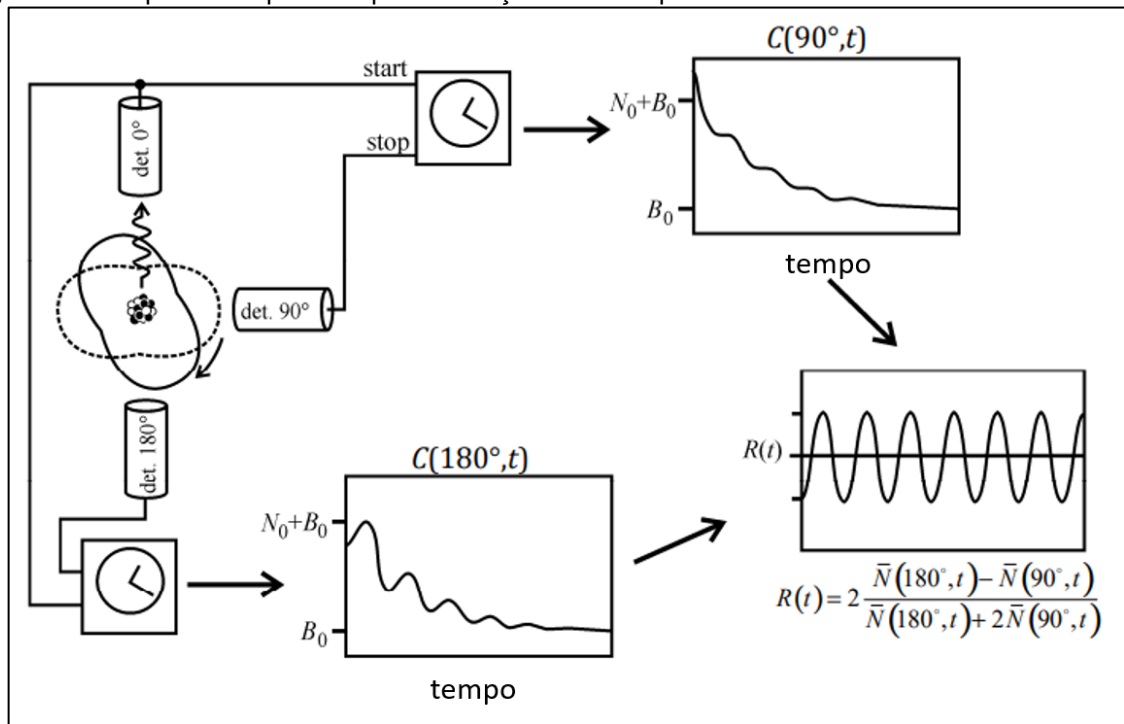 C(90°,t)
start
N₀+B₀
det. 0°
stop
B₀
tempo
det. 90°
det. 180°
R(t)
C(180°,t)
N₀+B₀
R(t) = 2 (N̄(180°,t) − N̄(90°,t)) / (N̄(180°,t) + 2N̄(90°,t))
B₀
tempo